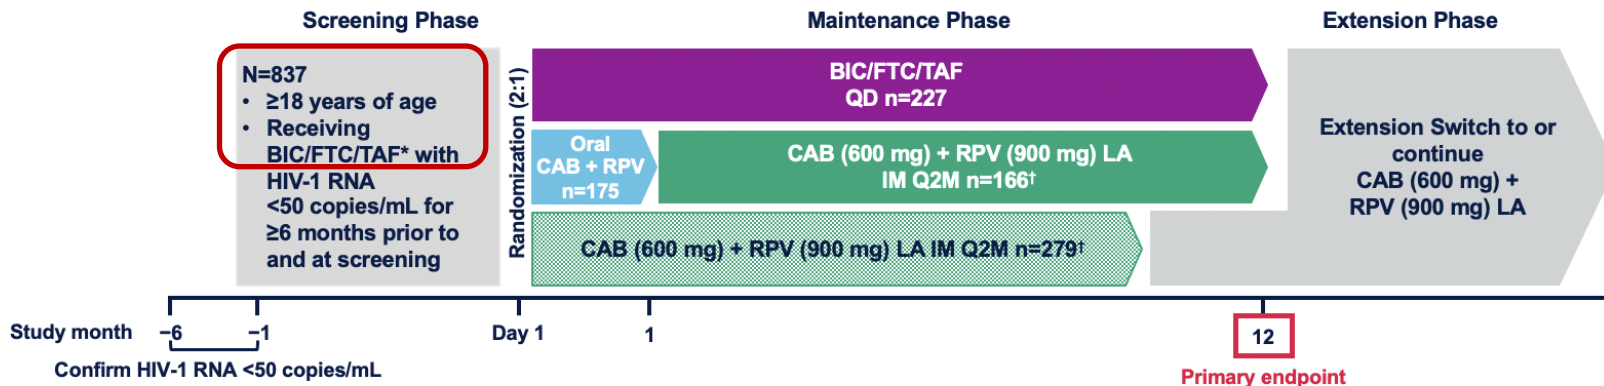 Screening Phase
Maintenance Phase
Extension Phase
N=837
• ≥18 years of age
• Receiving
BIC/FTC/TAF* with
HIV-1 RNA
<50 copies/mL for
≥6 months prior to
and at screening
Randomization (2:1)
BIC/FTC/TAF
QD n=227
Oral
CAB + RPV
n=175
CAB (600 mg) + RPV (900 mg) LA
IM Q2M n=166†
CAB (600 mg) + RPV (900 mg) LA IM Q2M n=279†
Extension Switch to or
continue
CAB (600 mg) +
RPV (900 mg) LA
Study month
−6
−1
Day 1
1
12
Confirm HIV-1 RNA <50 copies/mL
Primary endpoint